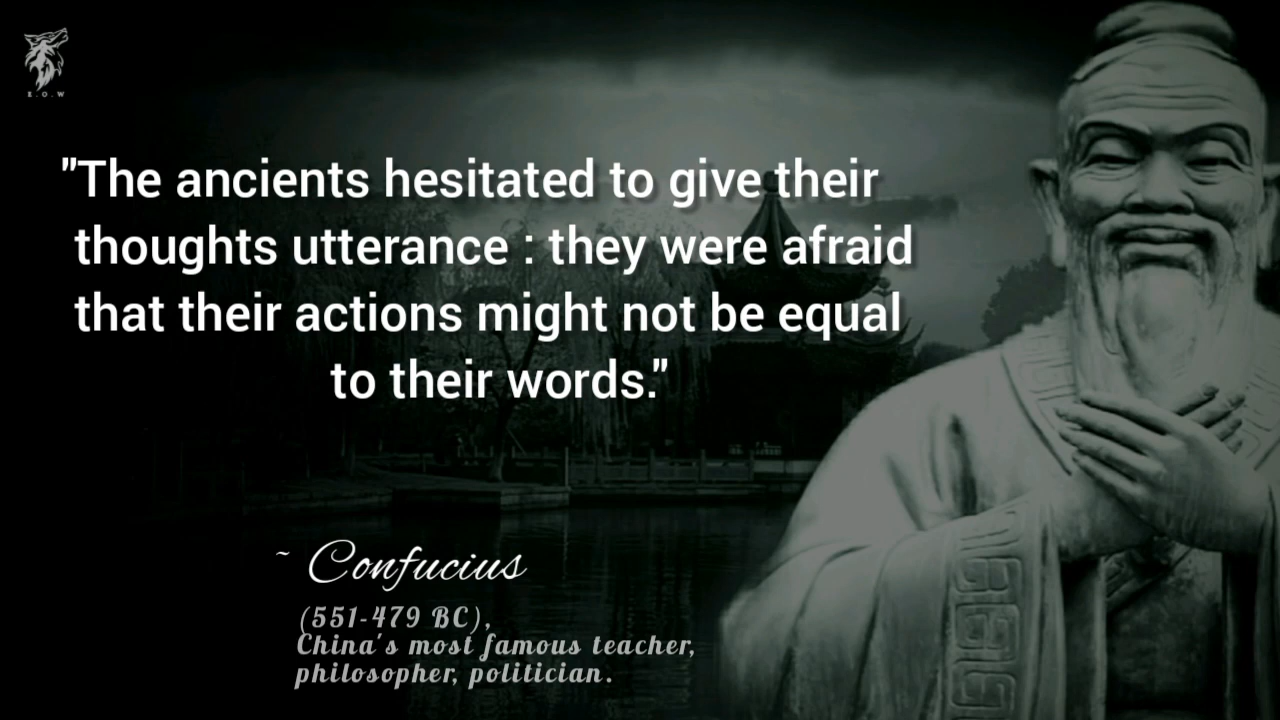 E.O.W
"The ancients hesitated to give their
thoughts utterance : they were afraid
that their actions might not be equal
to their words."
~ Confucius
(551-479 BC),
China's most famous teacher,
philosopher, politician.